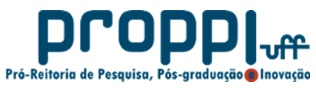 proppi uff
Pró-Reitoria de Pesquisa, Pós-graduação e Inovação